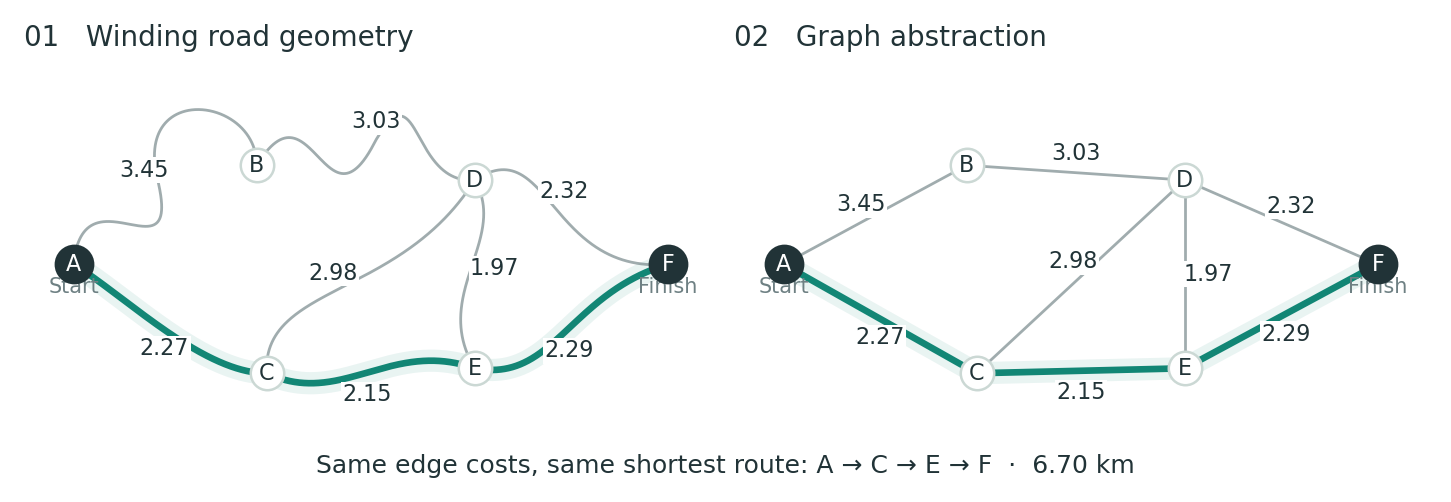 01 Winding road geometry
3.03
B
3.45
D
2.32
A
Start
2.98
1.97
F
Finish
2.27
C
E
2.29
2.15
02 Graph abstraction
3.03
B
D
3.45
2.32
A
Start
2.98
1.97
F
Finish
2.27
2.29
C
E
2.15
Same edge costs, same shortest route: A → C → E → F · 6.70 km